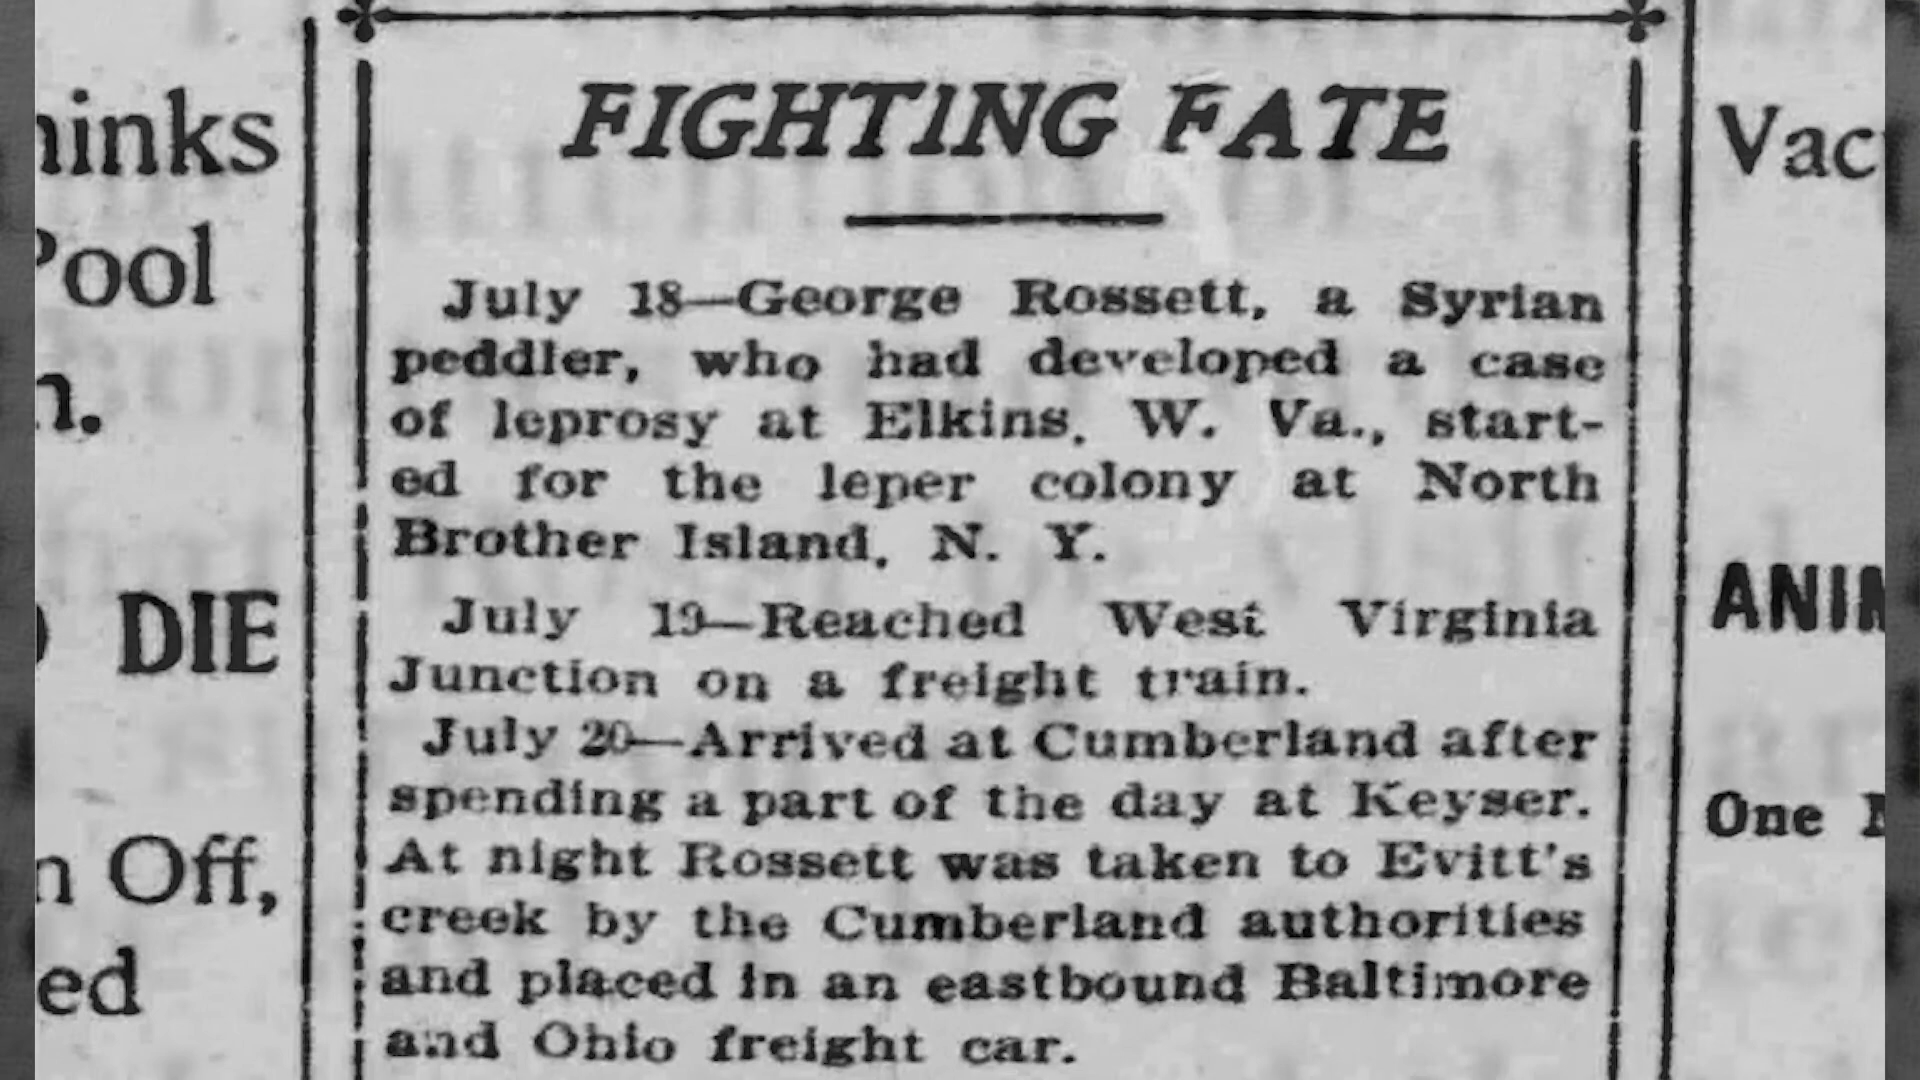 hinks
Pool
n.
DIE
n Off,
ed
FIGHTING FATE
July 18—George Rossett, a Syrian
peddler, who had developed a case
of leprosy at Elkins, W. Va., start-
ed for the leper colony at North
Brother Island, N. Y.
July 19—Reached West Virginia
Junction on a freight train.
July 20—Arrived at Cumberland after
spending a part of the day at Keyser.
At night Rossett was taken to Evitt's
creek by the Cumberland authorities
and placed in an eastbound Baltimore
and Ohio freight car.
Vac
ANIM
One